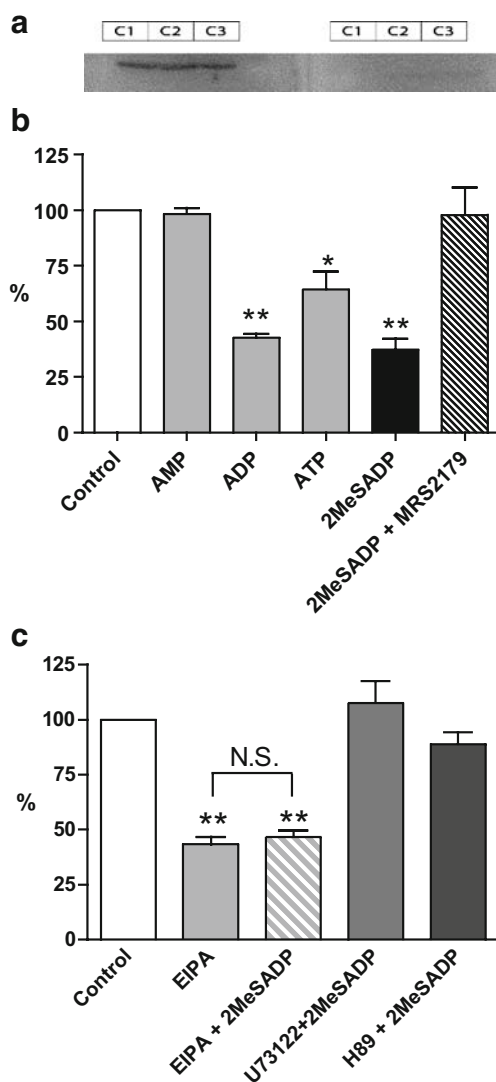 a
C1 C2 C3 C1 C2 C3
b
125
100
75
50
25
0
%
**
*
**
Control
AMP
ADP
ATP
2MeSADP
2MeSADP + MRS2179
c
125
100
75
50
25
0
%
N.S.
**
**
Control
EIPA
EIPA + 2MeSADP
U73122+2MeSADP
H89 + 2MeSADP